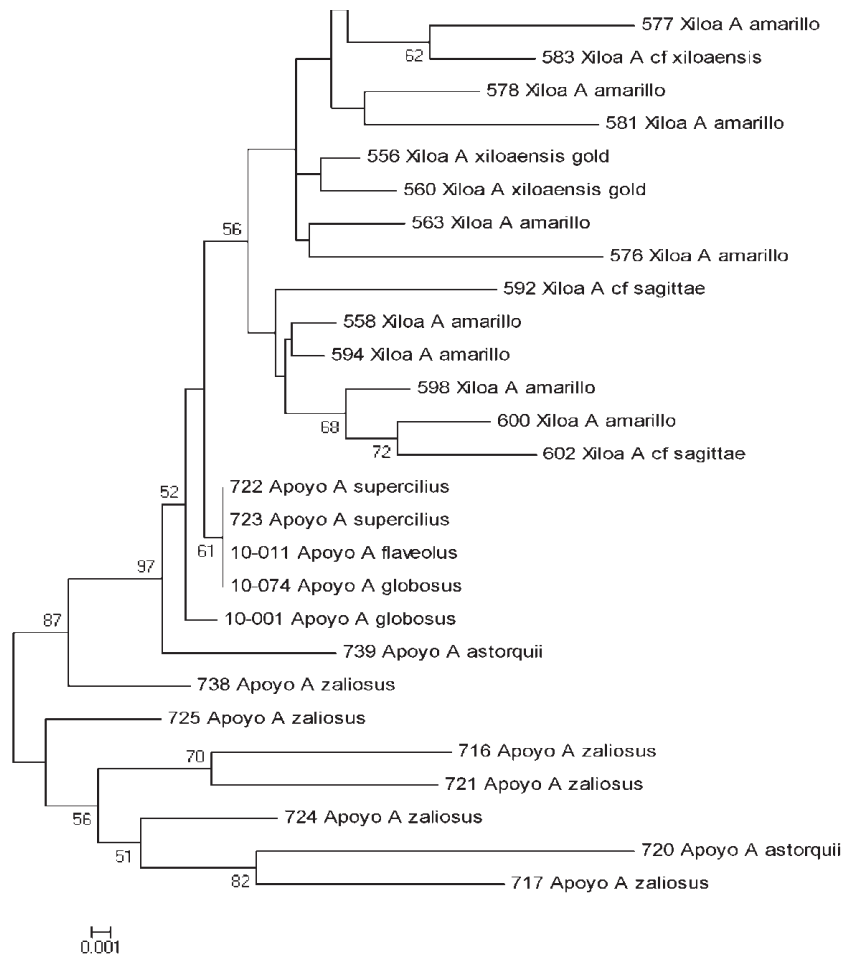 577 Xiloa A amarillo
62
583 Xiloa A cf xiloaensis
578 Xiloa A amarillo
581 Xiloa A amarillo
556 Xiloa A xiloaensis gold
560 Xiloa A xiloaensis gold
563 Xiloa A amarillo
56
576 Xiloa A amarillo
592 Xiloa A cf sagittae
558 Xiloa A amarillo
594 Xiloa A amarillo
598 Xiloa A amarillo
68
600 Xiloa A amarillo
72
602 Xiloa A cf sagittae
722 Apoyo A supercilius
52
723 Apoyo A supercilius
61
10-011 Apoyo A flaveolus
97
10-074 Apoyo A globosus
87
10-001 Apoyo A globosus
739 Apoyo A astorquii
738 Apoyo A zaliosus
725 Apoyo A zaliosus
70
716 Apoyo A zaliosus
721 Apoyo A zaliosus
56
724 Apoyo A zaliosus
51
720 Apoyo A astorquii
82
717 Apoyo A zaliosus
0.001